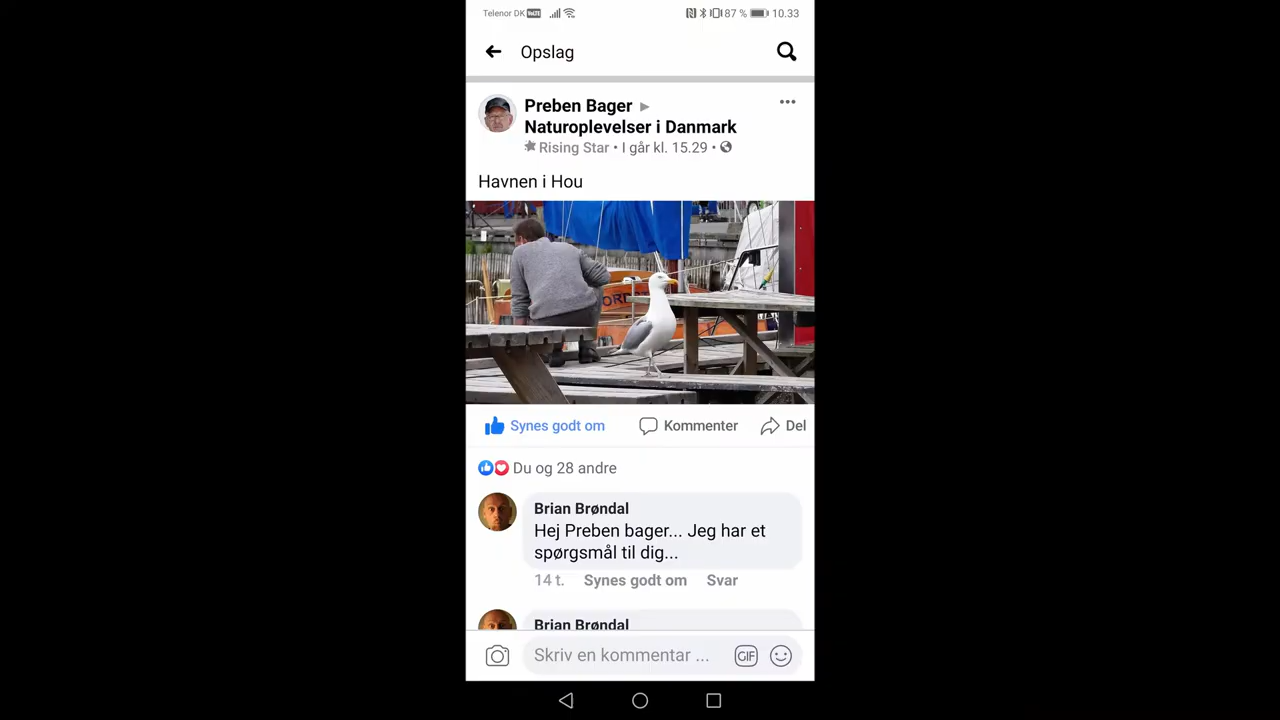 Telenor DK VoLTE 87 % 10.33
Opslag
Preben Bager
Naturoplevelser i Danmark
Rising Star • I går kl. 15.29 •
Havnen i Hou
ORD
Synes godt om Kommenter Del
Du og 28 andre
Brian Brøndal
Hej Preben bager... Jeg har et
spørgsmål til dig...
14 t. Synes godt om Svar
Brian Brøndal
Skriv en kommentar ... GIF